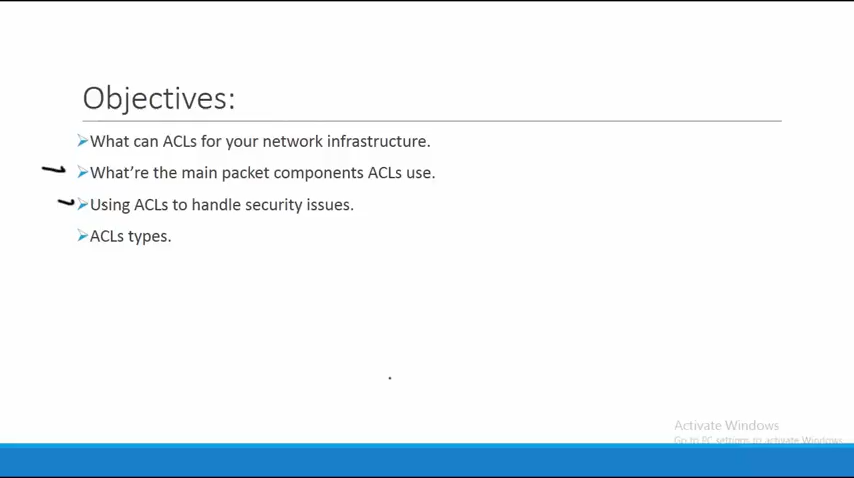 Objectives:
What can ACLs for your network infrastructure.
What’re the main packet components ACLs use.
Using ACLs to handle security issues.
ACLs types.
Activate Windows
Go to PC settings to activate Windows.